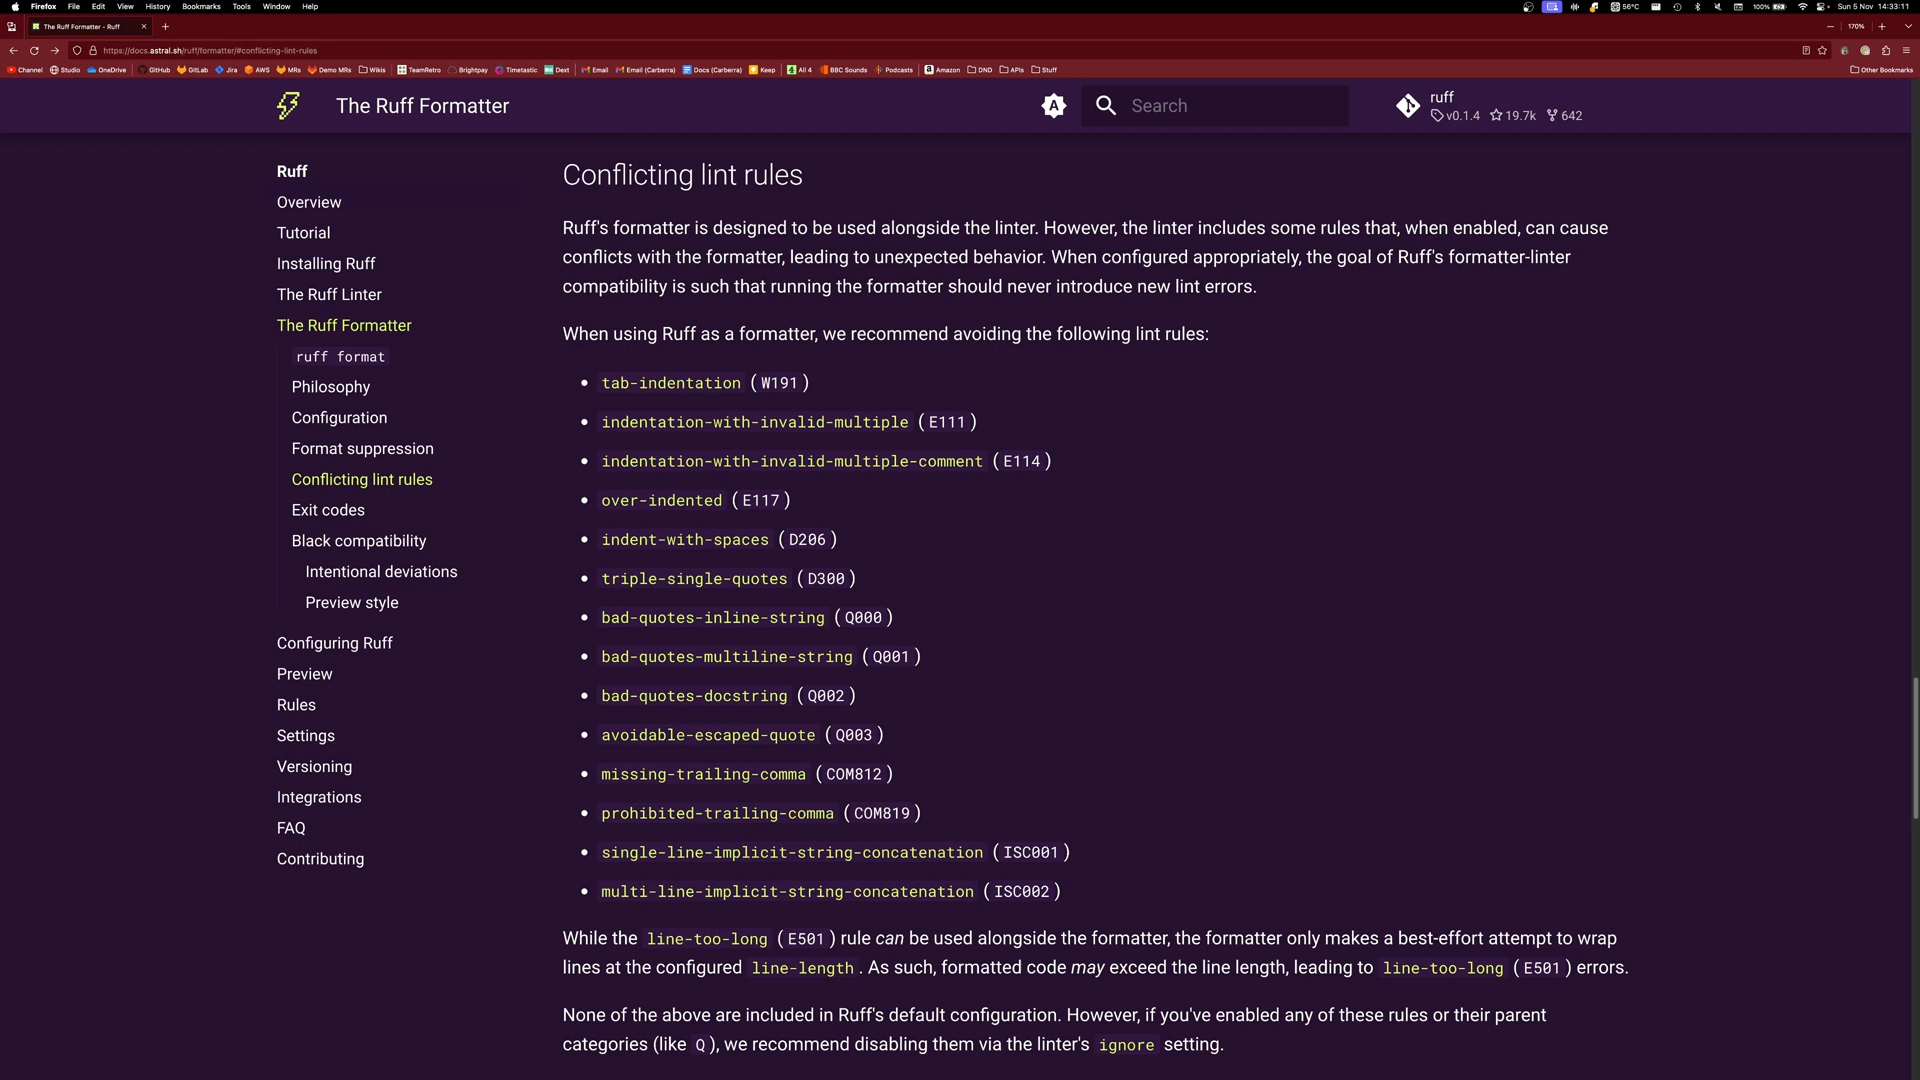 Firefox File Edit View History Bookmarks Tools Window Help
56°C 100% Sun 5 Nov 14:33:11
The Ruff Formatter - Ruff
170%
https://docs.astral.sh/ruff/formatter/#conflicting-lint-rules
Channel Studio OneDrive GitHub GitLab Jira AWS MRs Demo MRs Wikis TeamRetro Brightpay Timetastic Dext Email Email (Carberra) Docs (Carberra) Keep All 4 BBC Sounds Podcasts Amazon DND APIs Stuff Other Bookmarks
The Ruff Formatter
A
Search
ruff
v0.1.4 19.7k 642
Ruff
Overview
Tutorial
Installing Ruff
The Ruff Linter
The Ruff Formatter
ruff format
Philosophy
Configuration
Format suppression
Conflicting lint rules
Exit codes
Black compatibility
Intentional deviations
Preview style
Configuring Ruff
Preview
Rules
Settings
Versioning
Integrations
FAQ
Contributing
Conflicting lint rules
Ruff's formatter is designed to be used alongside the linter. However, the linter includes some rules that, when enabled, can cause
conflicts with the formatter, leading to unexpected behavior. When configured appropriately, the goal of Ruff's formatter-linter
compatibility is such that running the formatter should never introduce new lint errors.
When using Ruff as a formatter, we recommend avoiding the following lint rules:
• tab-indentation (W191)
• indentation-with-invalid-multiple (E111)
• indentation-with-invalid-multiple-comment (E114)
• over-indented (E117)
• indent-with-spaces (D206)
• triple-single-quotes (D300)
• bad-quotes-inline-string (Q000)
• bad-quotes-multiline-string (Q001)
• bad-quotes-docstring (Q002)
• avoidable-escaped-quote (Q003)
• missing-trailing-comma (COM812)
• prohibited-trailing-comma (COM819)
• single-line-implicit-string-concatenation (ISC001)
• multi-line-implicit-string-concatenation (ISC002)
While the line-too-long (E501) rule can be used alongside the formatter, the formatter only makes a best-effort attempt to wrap
lines at the configured line-length. As such, formatted code may exceed the line length, leading to line-too-long (E501) errors.
None of the above are included in Ruff's default configuration. However, if you've enabled any of these rules or their parent
categories (like Q), we recommend disabling them via the linter's ignore setting.